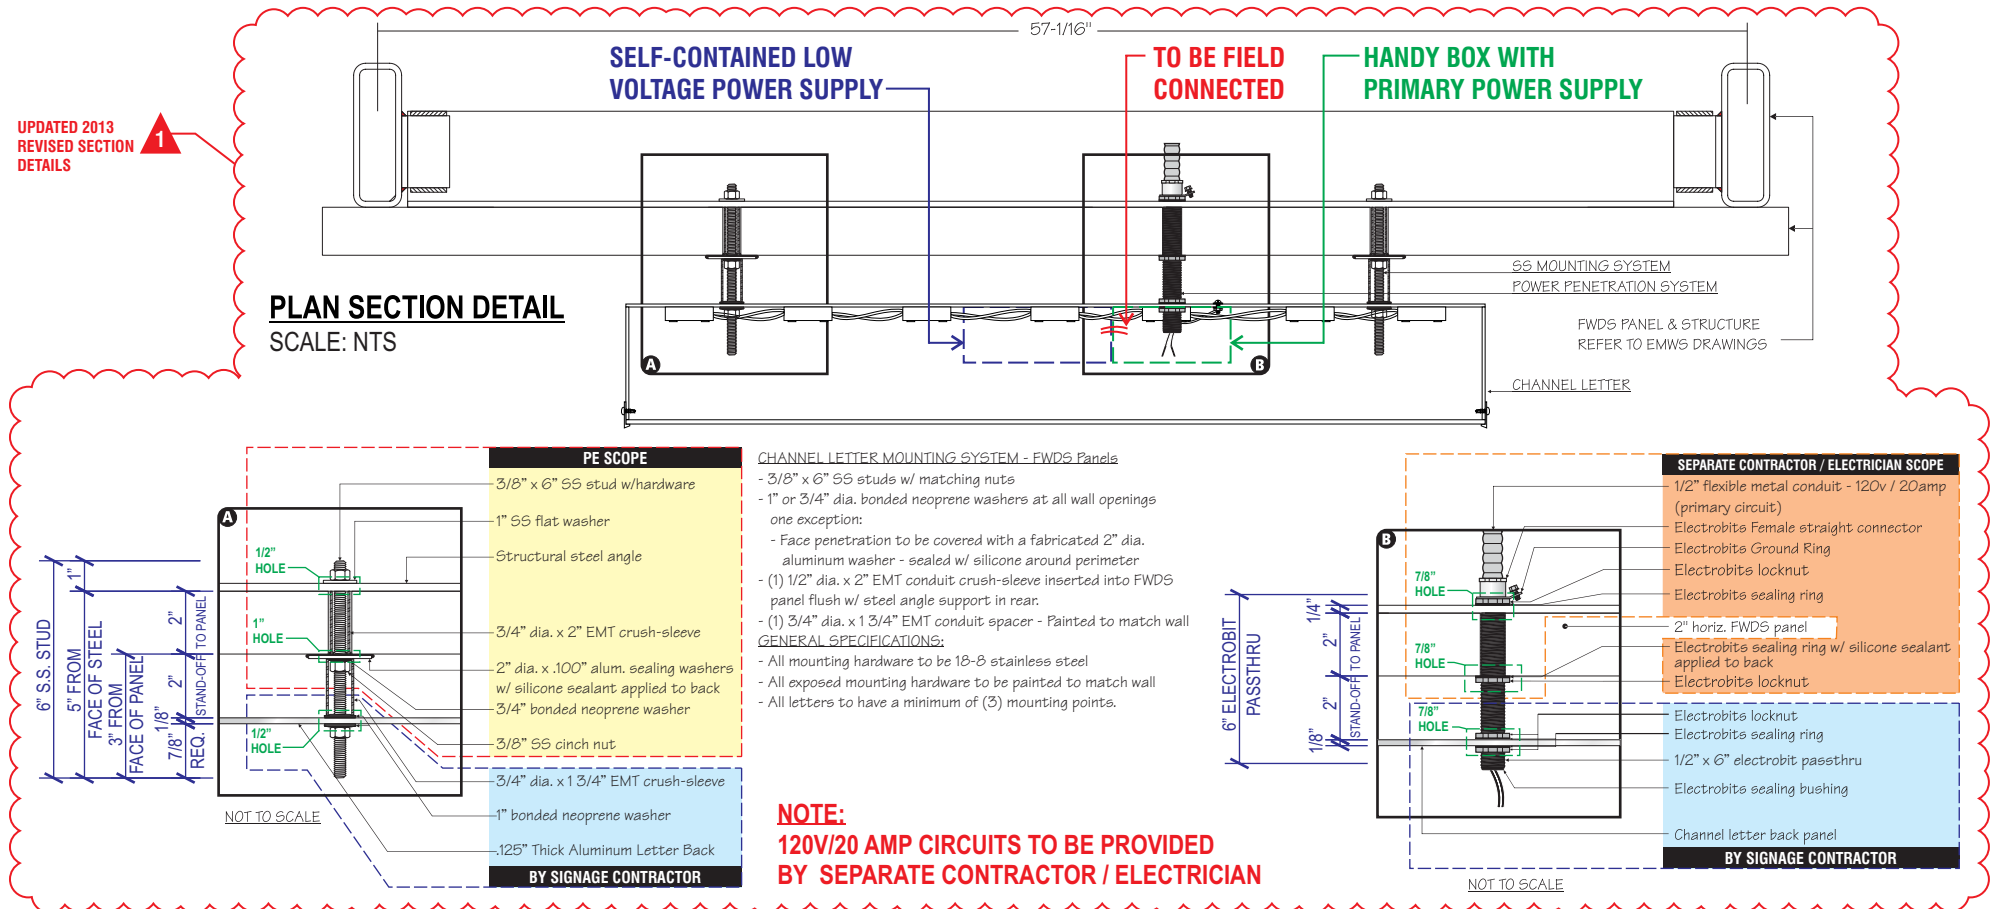 57-1/16"
SELF-CONTAINED LOW
VOLTAGE POWER SUPPLY
TO BE FIELD
CONNECTED
HANDY BOX WITH
PRIMARY POWER SUPPLY
UPDATED 2013
REVISED SECTION
DETAILS
1
PLAN SECTION DETAIL
SCALE: NTS
A
B
SS MOUNTING SYSTEM
POWER PENETRATION SYSTEM
FWDS PANEL & STRUCTURE
REFER TO EMWS DRAWINGS
CHANNEL LETTER
PE SCOPE
3/8" x 6" SS stud w/hardware
1" SS flat washer
Structural steel angle
3/4" dia. x 2" EMT crush-sleeve
2" dia. x .100" alum. sealing washers
w/ silicone sealant applied to back
3/4" bonded neoprene washer
3/8" SS cinch nut
3/4" dia. x 1 3/4" EMT crush-sleeve
1" bonded neoprene washer
.125" Thick Aluminum Letter Back
BY SIGNAGE CONTRACTOR
A
1/2"
HOLE
1"
HOLE
1/2"
HOLE
6" S.S. STUD
1"
5" FROM
FACE OF STEEL
3" FROM
FACE OF PANEL
2"
2"
1/8"
7/8"
REQ.
STAND-OFF TO PANEL
NOT TO SCALE
CHANNEL LETTER MOUNTING SYSTEM - FWDS Panels
- 3/8" x 6" SS studs w/ matching nuts
- 1" or 3/4" dia. bonded neoprene washers at all wall openings
one exception:
- Face penetration to be covered with a fabricated 2" dia.
aluminum washer - sealed w/ silicone around perimeter
- (1) 1/2" dia. x 2" EMT conduit crush-sleeve inserted into FWDS
panel flush w/ steel angle support in rear.
- (1) 3/4" dia. x 1 3/4" EMT conduit spacer - Painted to match wall
GENERAL SPECIFICATIONS:
- All mounting hardware to be 18-8 stainless steel
- All exposed mounting hardware to be painted to match wall
- All letters to have a minimum of (3) mounting points.
NOTE:
120V/20 AMP CIRCUITS TO BE PROVIDED
BY SEPARATE CONTRACTOR / ELECTRICIAN
B
7/8"
HOLE
7/8"
HOLE
7/8"
HOLE
6" ELECTROBIT
PASSTHRU
1/4"
2"
2"
1/8"
STAND-OFF TO PANEL
SEPARATE CONTRACTOR / ELECTRICIAN SCOPE
1/2" flexible metal conduit - 120v / 20amp
(primary circuit)
Electrobits Female straight connector
Electrobits Ground Ring
Electrobits locknut
Electrobits sealing ring
2" horiz. FWDS panel
Electrobits sealing ring w/ silicone sealant
applied to back
Electrobits locknut
Electrobits locknut
Electrobits sealing ring
1/2" x 6" electrobit passthru
Electrobits sealing bushing
Channel letter back panel
BY SIGNAGE CONTRACTOR
NOT TO SCALE